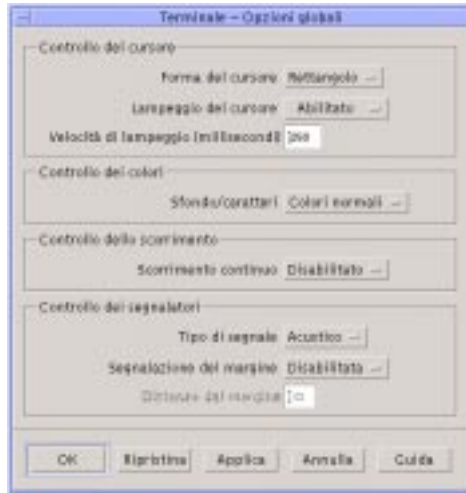 Terminale – Opzioni globali
Controllo del cursore
Forma del cursore Rettangolo
Lampeggio del cursore Abilitato
Velocità di lampeggio (millisecondi) 250
Controllo dei colori
Sfondo/caratteri Colori normali
Controllo dello scorrimento
Scorrimento continuo Disabilitato
Controllo dei segnalatori
Tipo di segnale Acustico
Segnalazione del margine Disabilitata
Distanza dal margine
OK Ripristina Applica Annulla Guida